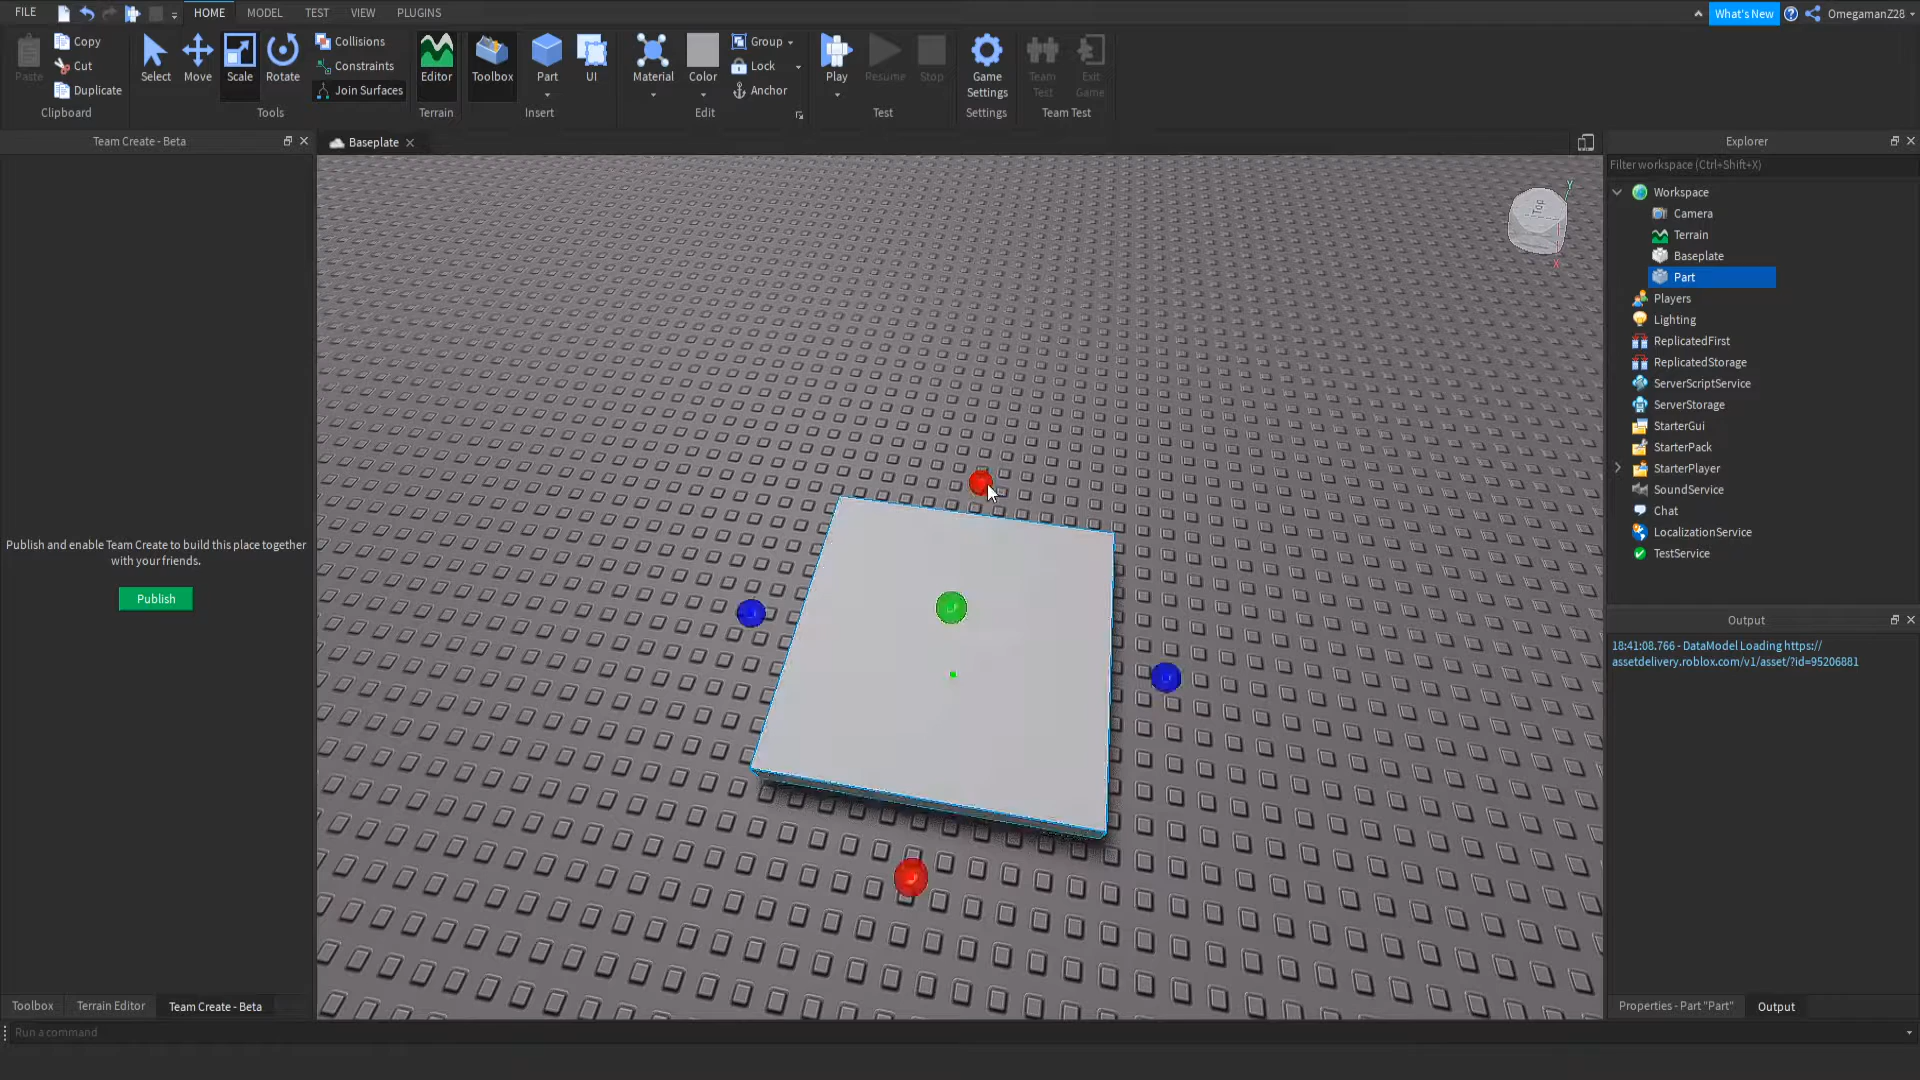 FILE
HOME
MODEL
TEST
VIEW
PLUGINS
What's New
OmegamanZ28
Paste
Copy
Cut
Duplicate
Clipboard
Select
Move
Scale
Rotate
Collisions
Constraints
Join Surfaces
Tools
Editor
Terrain
Toolbox
Part
UI
Insert
Material
Color
Group
Lock
Anchor
Edit
Play
Resume
Stop
Test
Game
Settings
Settings
Team
Test
Exit
Game
Team Test
Team Create - Beta
Publish and enable Team Create to build this place together
with your friends.
Publish
Toolbox
Terrain Editor
Team Create - Beta
Baseplate
Top
Y
X
Explorer
Filter workspace (Ctrl+Shift+X)
Workspace
Camera
Terrain
Baseplate
Part
Players
Lighting
ReplicatedFirst
ReplicatedStorage
ServerScriptService
ServerStorage
StarterGui
StarterPack
StarterPlayer
SoundService
Chat
LocalizationService
TestService
Output
18:41:08.766 - DataModel Loading https://
assetdelivery.roblox.com/v1/asset/?id=95206881
Properties - Part "Part"
Output
Run a command